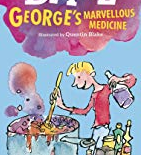 GEORGE'S
MARVELLOUS
MEDICINE
Illustrated by Quentin Blake